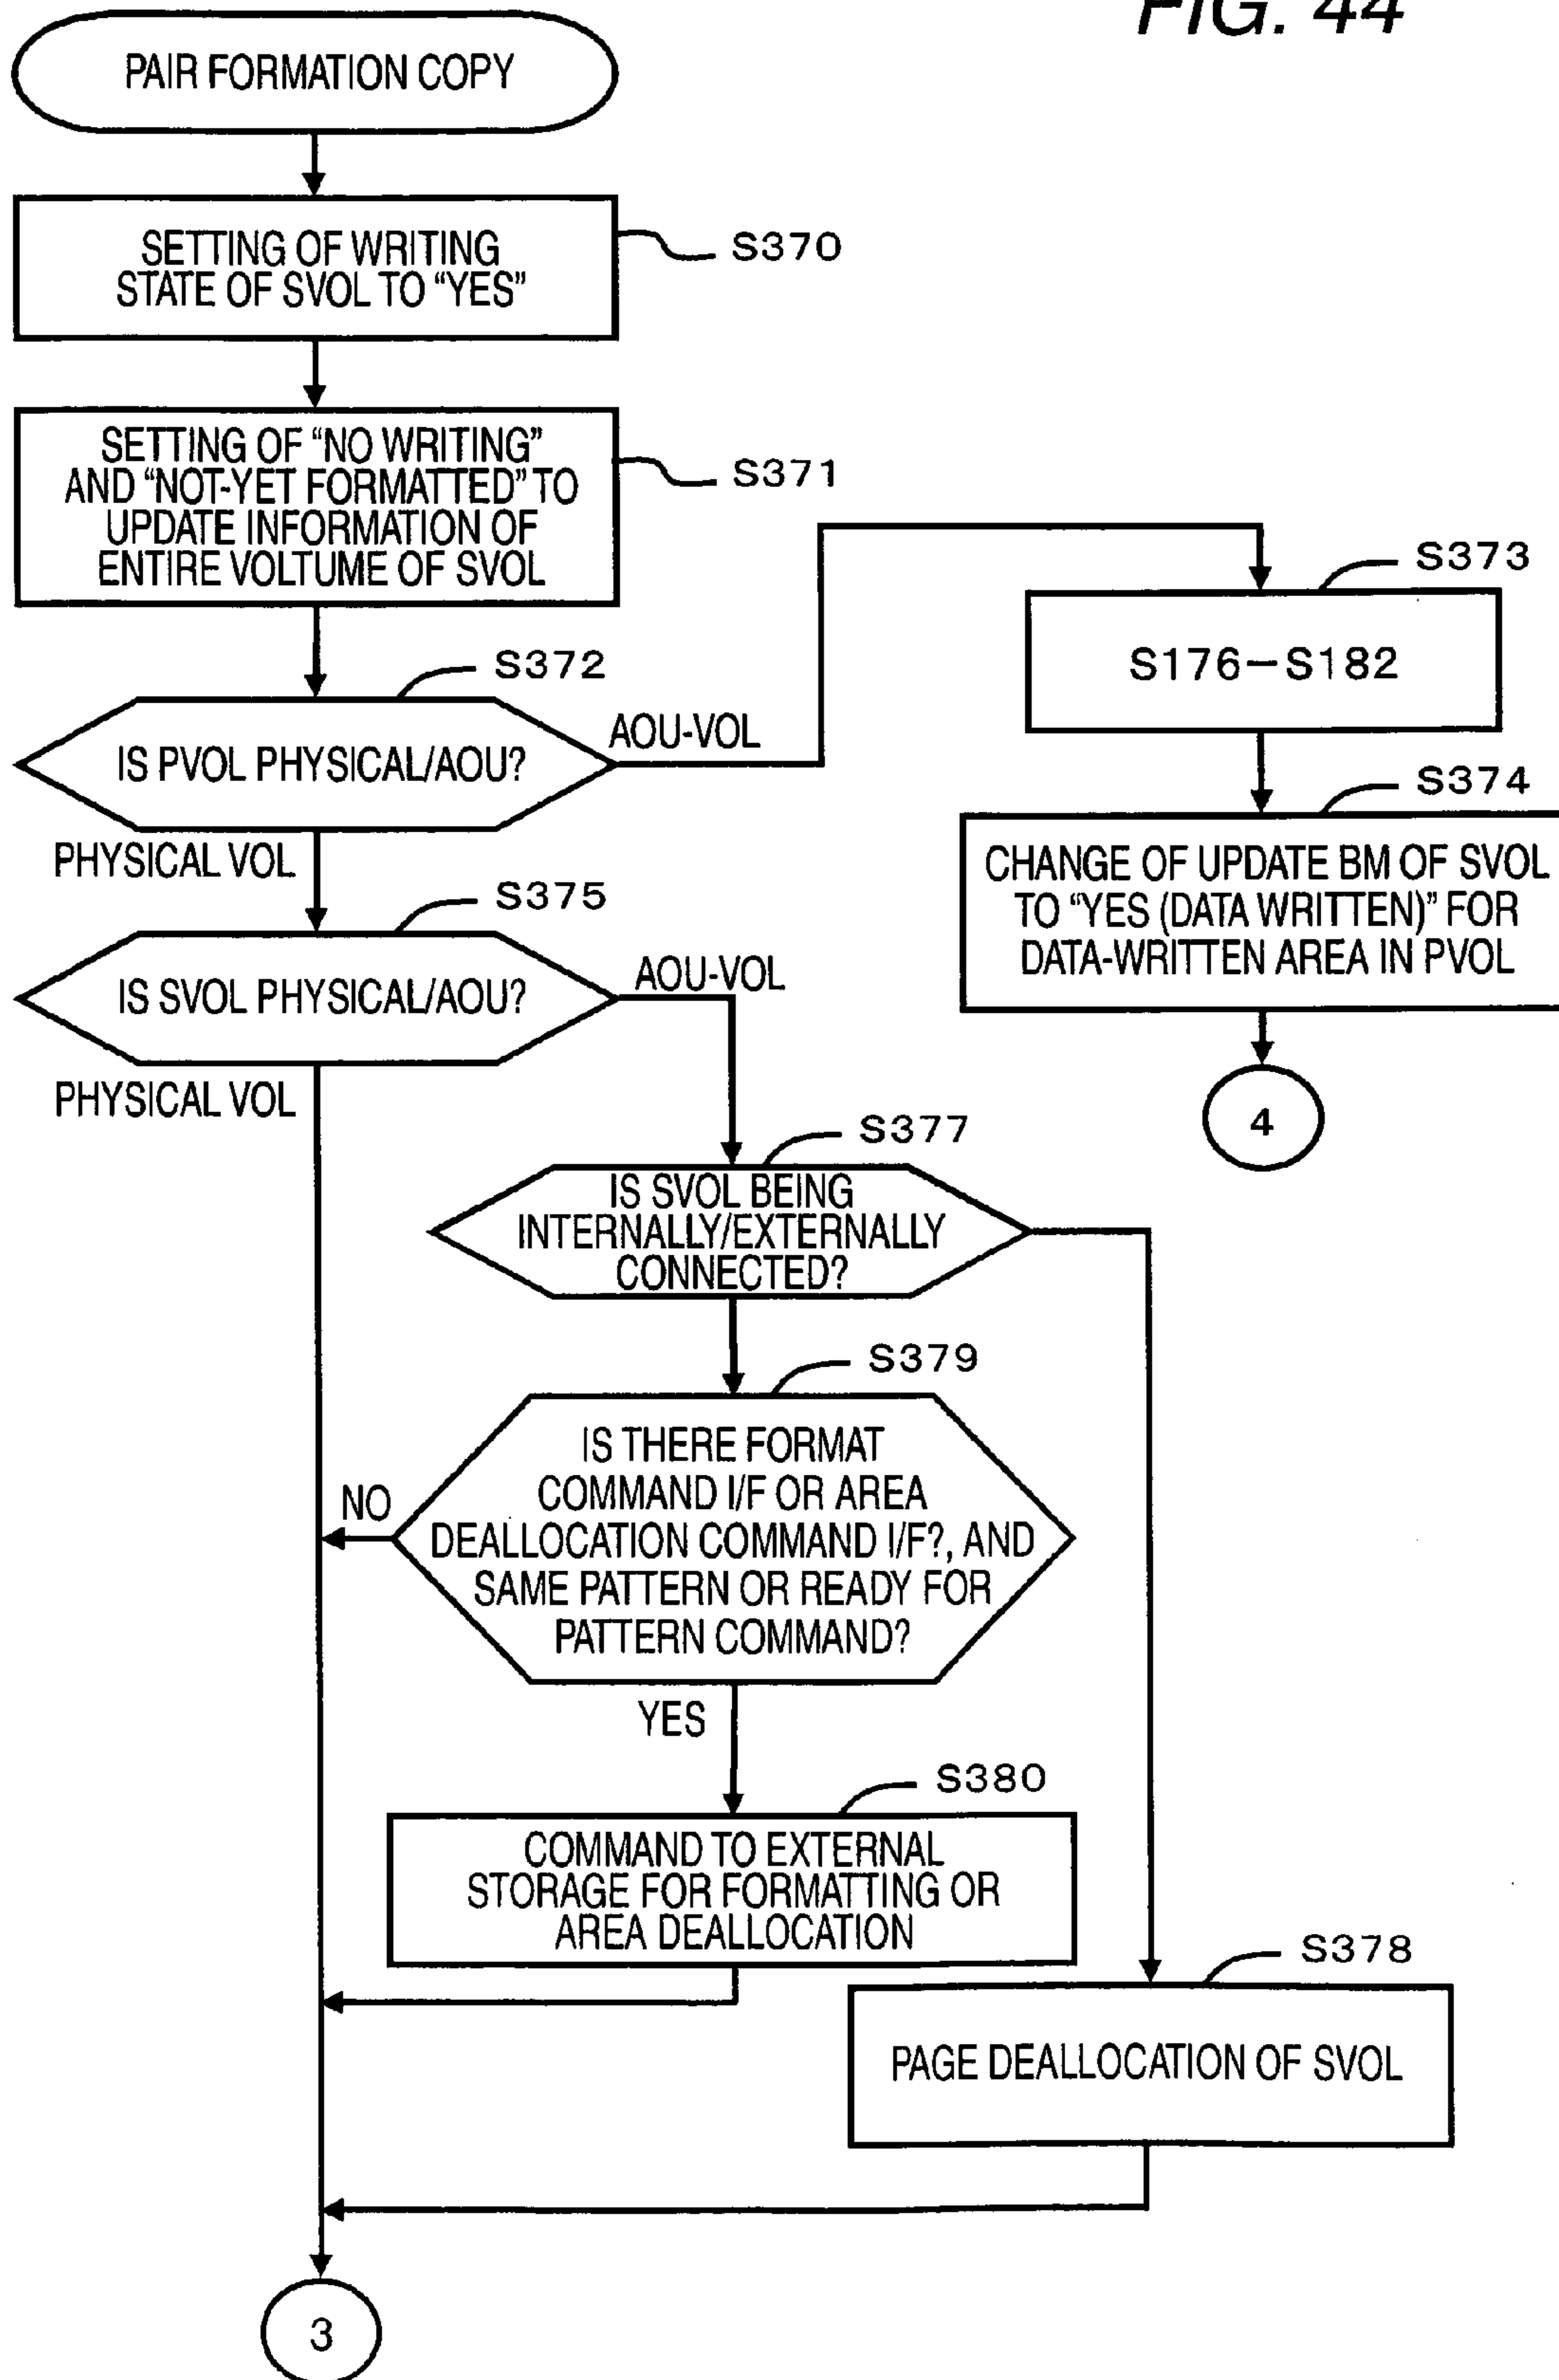 FIG. 44
PAIR FORMATION COPY
SETTING OF WRITING
STATE OF SVOL TO “YES”
S370
SETTING OF “NO WRITING”
AND “NOT-YET FORMATTED” TO
UPDATE INFORMATION OF
ENTIRE VOLTUME OF SVOL
S371
S372
IS PVOL PHYSICAL/AOU?
AOU-VOL
PHYSICAL VOL
S373
S176–S182
S374
CHANGE OF UPDATE BM OF SVOL
TO “YES (DATA WRITTEN)” FOR
DATA-WRITTEN AREA IN PVOL
4
S375
IS SVOL PHYSICAL/AOU?
AOU-VOL
PHYSICAL VOL
S377
IS SVOL BEING
INTERNALLY/EXTERNALLY
CONNECTED?
S379
IS THERE FORMAT
COMMAND I/F OR AREA
DEALLOCATION COMMAND I/F?, AND
SAME PATTERN OR READY FOR
PATTERN COMMAND?
NO
YES
S380
COMMAND TO EXTERNAL
STORAGE FOR FORMATTING OR
AREA DEALLOCATION
S378
PAGE DEALLOCATION OF SVOL
3